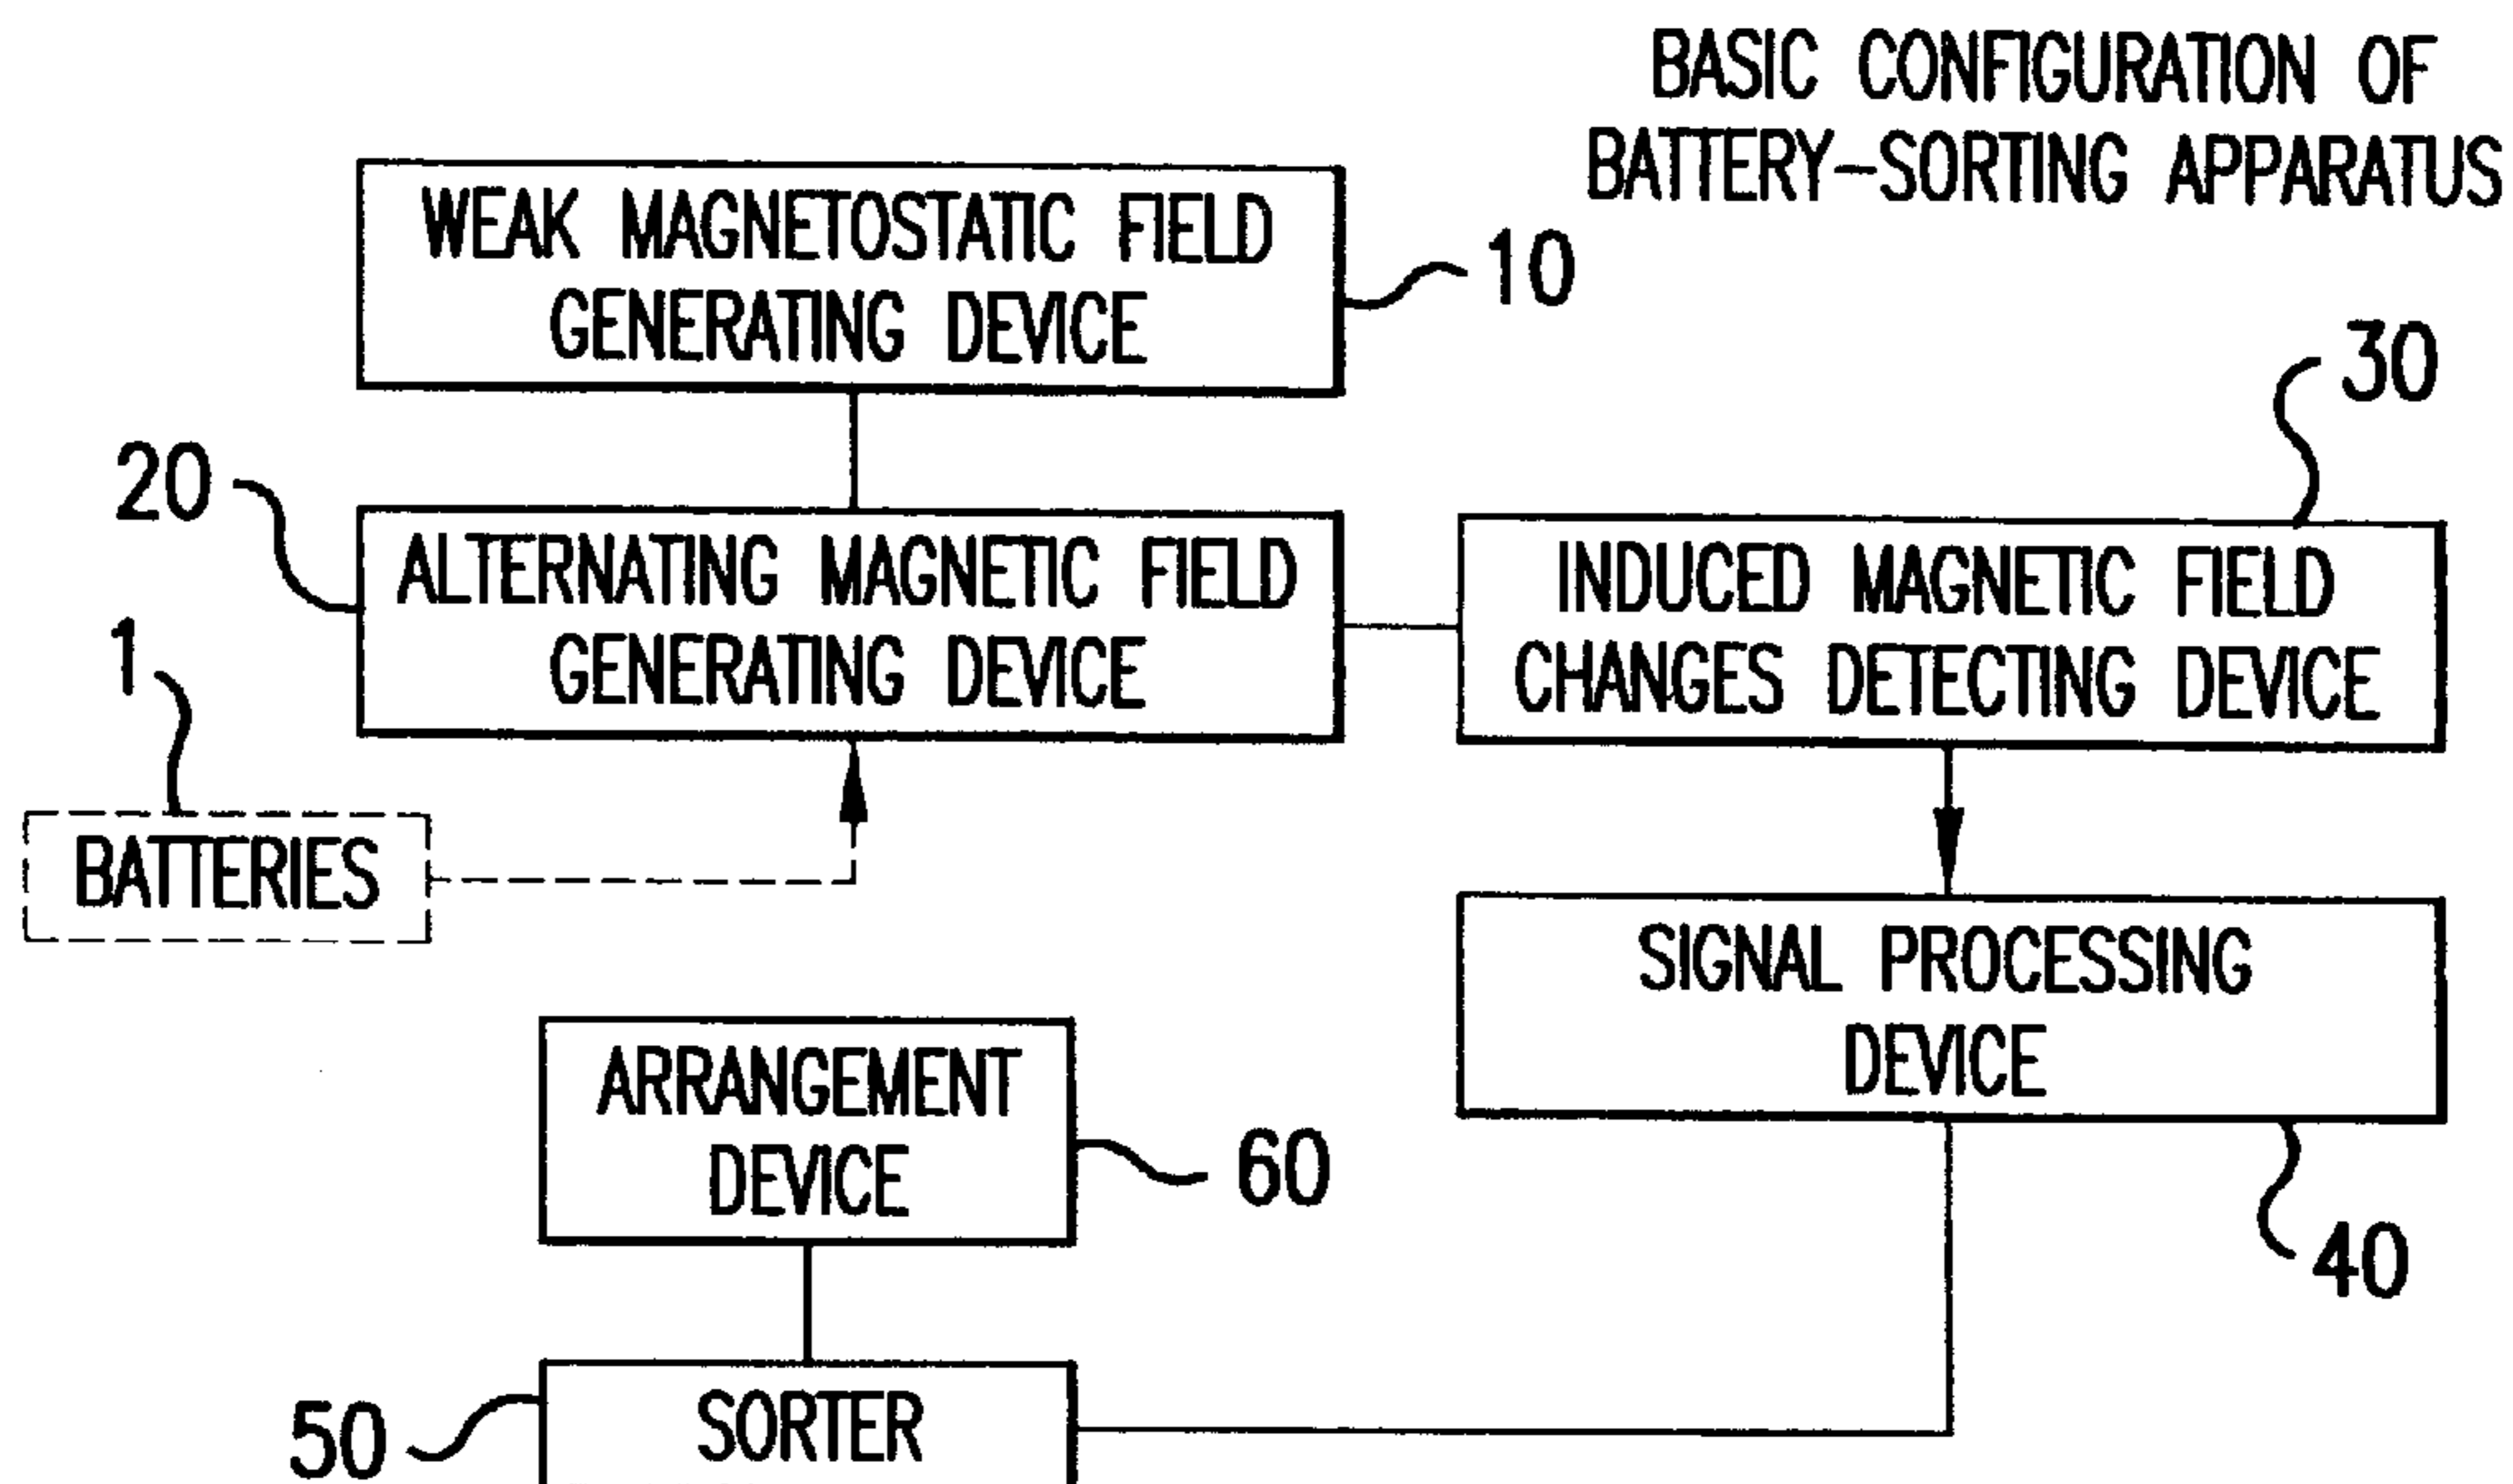 BASIC CONFIGURATION OF
BATTERY-SORTING APPARATUS
WEAK MAGNETOSTATIC FIELD
GENERATING DEVICE
10
30
20
ALTERNATING MAGNETIC FIELD
GENERATING DEVICE
INDUCED MAGNETIC FIELD
CHANGES DETECTING DEVICE
1
BATTERIES
SIGNAL PROCESSING
DEVICE
40
ARRANGEMENT
DEVICE
60
50
SORTER